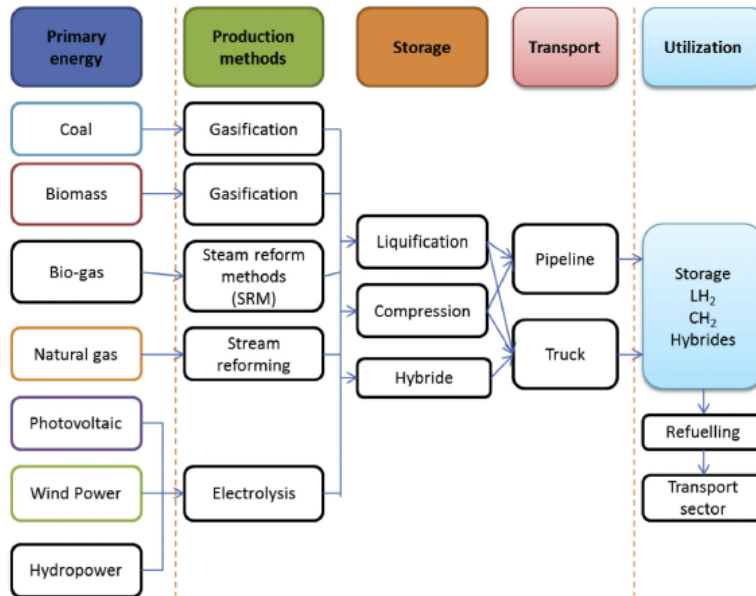 Primary
energy
Production
methods
Storage
Transport
Utilization
Coal
Gasification
Biomass
Gasification
Bio-gas
Steam reform
methods
(SRM)
Natural gas
Stream
reforming
Photovoltaic
Wind Power
Electrolysis
Hydropower
Liquification
Compression
Hybride
Pipeline
Truck
Storage
LH₂
CH₂
Hybrides
Refuelling
Transport
sector